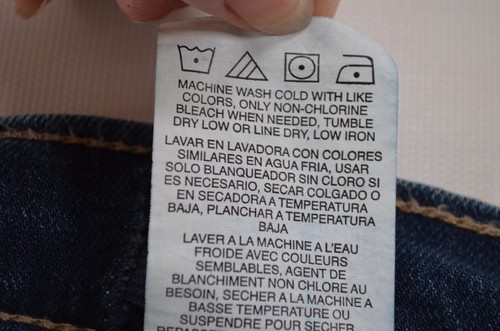 MACHINE WASH COLD WITH LIKE
COLORS, ONLY NON-CHLORINE
BLEACH WHEN NEEDED, TUMBLE
DRY LOW OR LINE DRY, LOW IRON
LAVAR EN LAVADORA CON COLORES
SIMILARES EN AGUA FRIA, USAR
SOLO BLANQUEADOR SIN CLORO SI
ES NECESARIO, SECAR COLGADO O
EN SECADORA A TEMPERATURA
BAJA, PLANCHAR A TEMPERATURA
BAJA
LAVER A LA MACHINE A L'EAU
FROIDE AVEC COULEURS
SEMBLABLES, AGENT DE
BLANCHIMENT NON CHLORE AU
BESOIN, SECHER A LA MACHINE A
BASSE TEMPERATURE OU
SUSPENDRE POUR SECHER